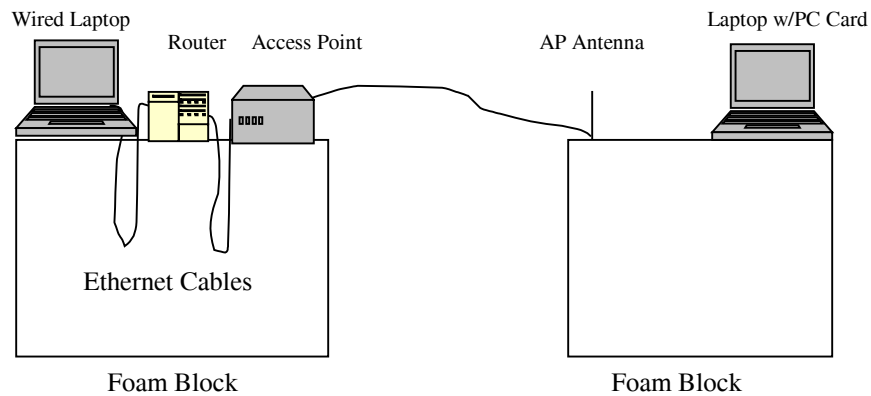 Wired Laptop
Router
Access Point
AP Antenna
Laptop w/PC Card
Ethernet Cables
Foam Block
Foam Block